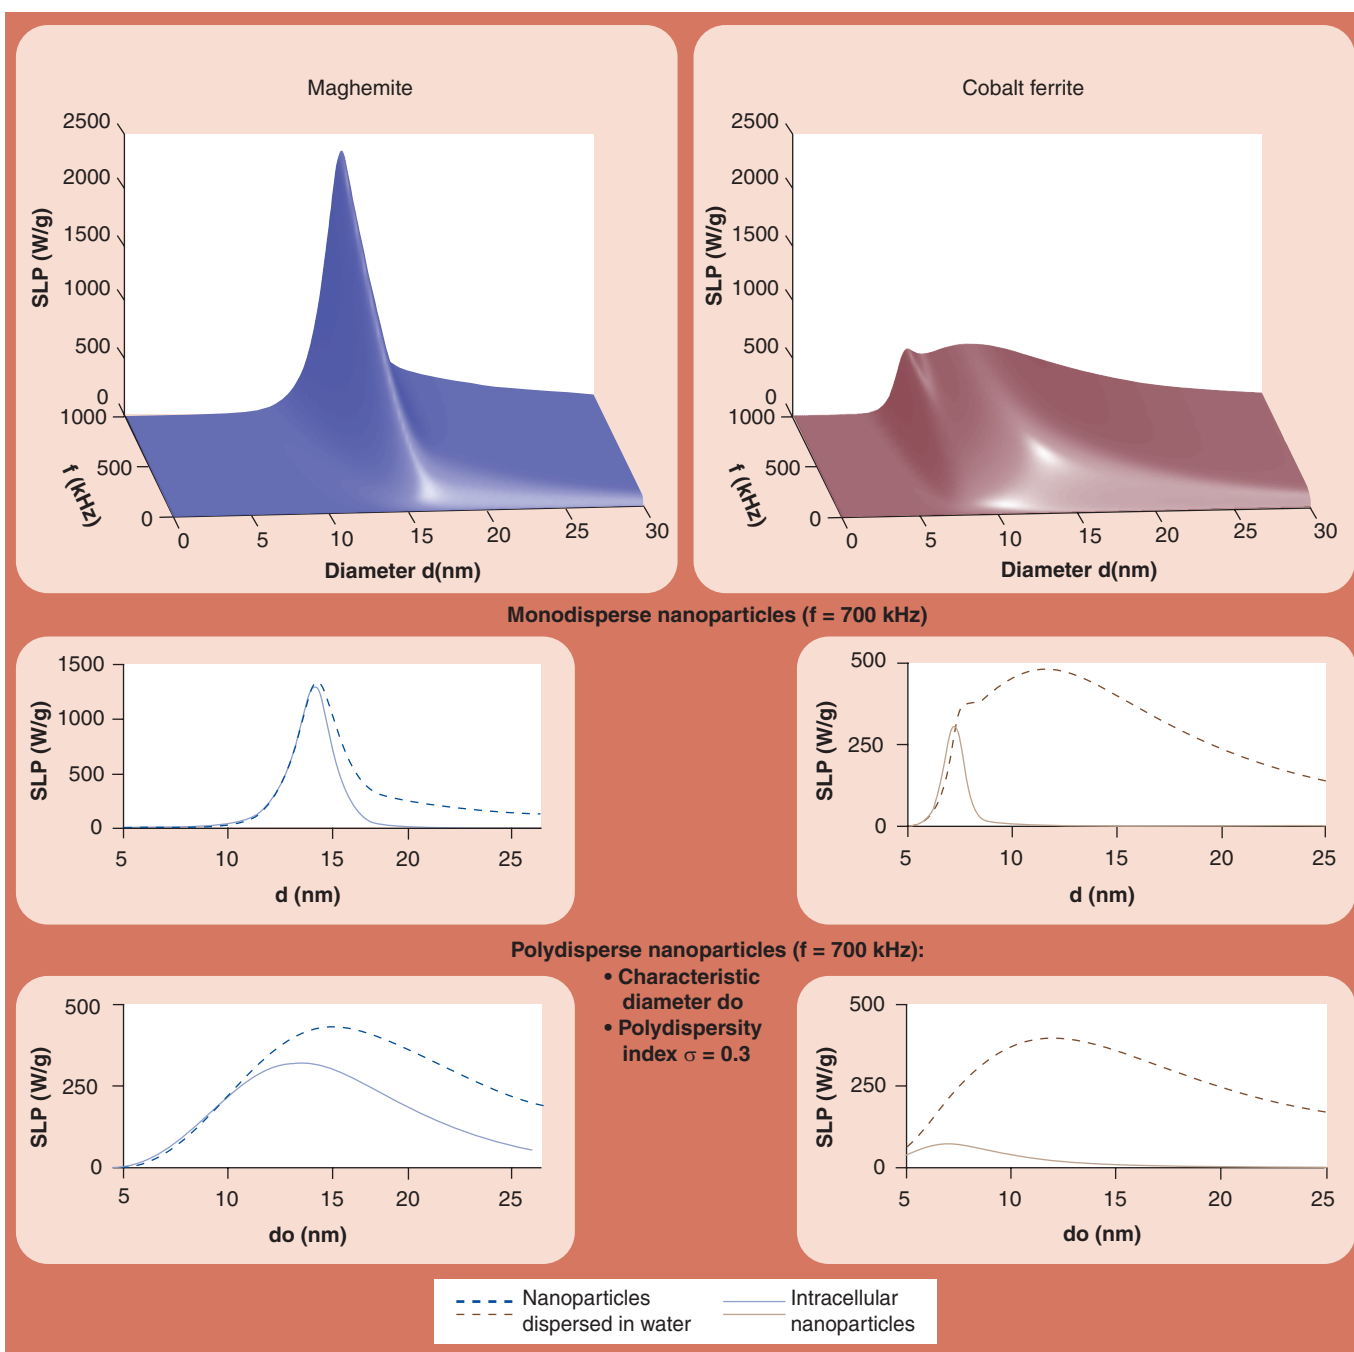 Maghemite
2500
2000
1500
1000
500
0
SLP (W/g)
1000
500
0
f (kHz)
0 5 10 15 20 25 30
Diameter d(nm)
Cobalt ferrite
2500
2000
1500
1000
500
0
SLP (W/g)
1000
500
0
f (kHz)
0 5 10 15 20 25 30
Diameter d(nm)
Monodisperse nanoparticles (f = 700 kHz)
1500
1000
500
0
SLP (W/g)
5 10 15 20 25
d (nm)
500
250
0
SLP (W/g)
5 10 15 20 25
d (nm)
Polydisperse nanoparticles (f = 700 kHz):
• Characteristic
diameter do
• Polydispersity
index σ = 0.3
500
250
0
SLP (W/g)
5 10 15 20 25
do (nm)
500
250
0
SLP (W/g)
5 10 15 20 25
do (nm)
Nanoparticles
dispersed in water
Intracellular
nanoparticles